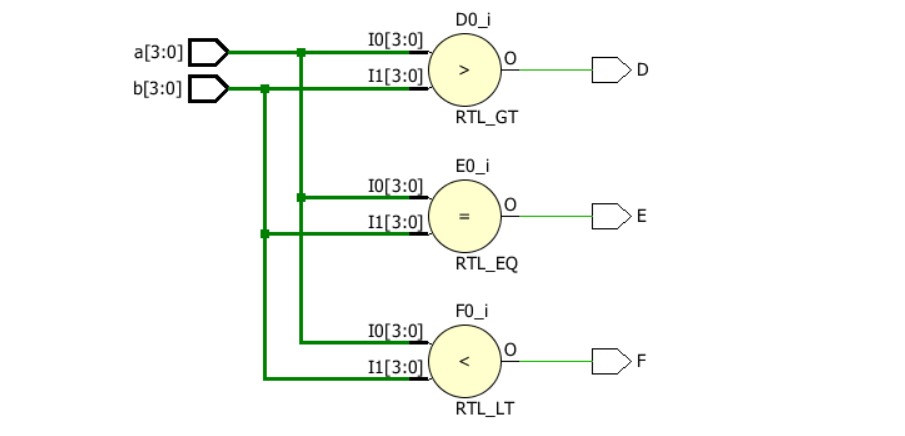 D0_i
a[3:0]
I0[3:0]
>
O
D
b[3:0]
I1[3:0]
RTL_GT
E0_i
I0[3:0]
=
O
E
I1[3:0]
RTL_EQ
F0_i
I0[3:0]
<
O
F
I1[3:0]
RTL_LT